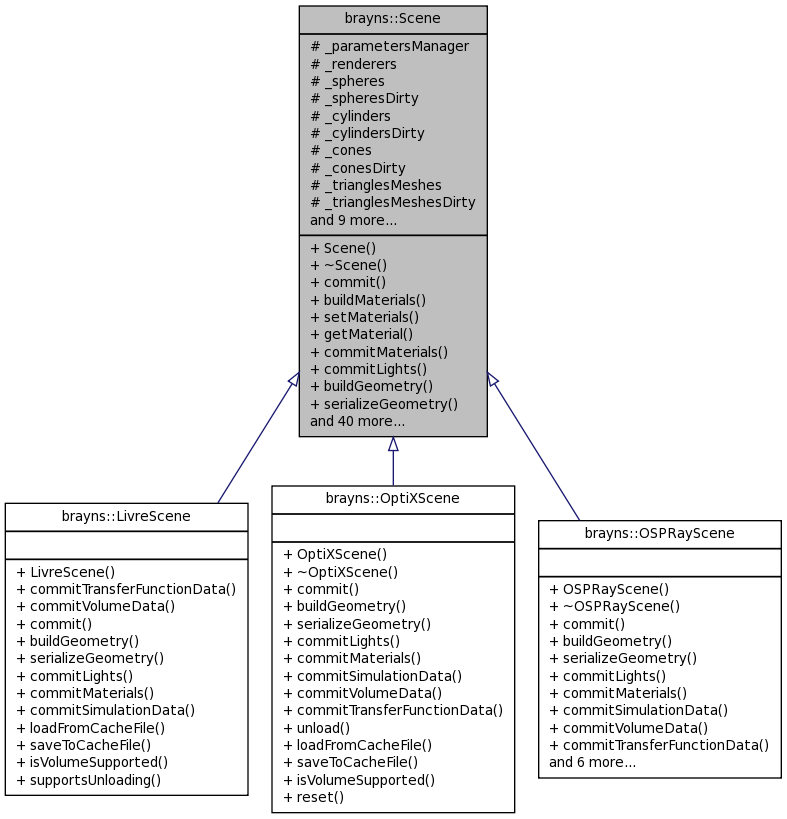 brayns::Scene
# _parametersManager
# _renderers
# _spheres
# _spheresDirty
# _cylinders
# _cylindersDirty
# _cones
# _conesDirty
# _trianglesMeshes
# _trianglesMeshesDirty
and 9 more...
+ Scene()
+ ~Scene()
+ commit()
+ buildMaterials()
+ setMaterials()
+ getMaterial()
+ commitMaterials()
+ commitLights()
+ buildGeometry()
+ serializeGeometry()
and 40 more...
brayns::LivreScene
+ LivreScene()
+ commitTransferFunctionData()
+ commitVolumeData()
+ commit()
+ buildGeometry()
+ serializeGeometry()
+ commitLights()
+ commitMaterials()
+ commitSimulationData()
+ loadFromCacheFile()
+ saveToCacheFile()
+ isVolumeSupported()
+ supportsUnloading()
brayns::OptiXScene
+ OptiXScene()
+ ~OptiXScene()
+ commit()
+ buildGeometry()
+ serializeGeometry()
+ commitLights()
+ commitMaterials()
+ commitSimulationData()
+ commitVolumeData()
+ commitTransferFunctionData()
+ unload()
+ loadFromCacheFile()
+ saveToCacheFile()
+ isVolumeSupported()
+ reset()
brayns::OSPRayScene
+ OSPRayScene()
+ ~OSPRayScene()
+ commit()
+ buildGeometry()
+ serializeGeometry()
+ commitLights()
+ commitMaterials()
+ commitSimulationData()
+ commitVolumeData()
+ commitTransferFunctionData()
and 6 more...